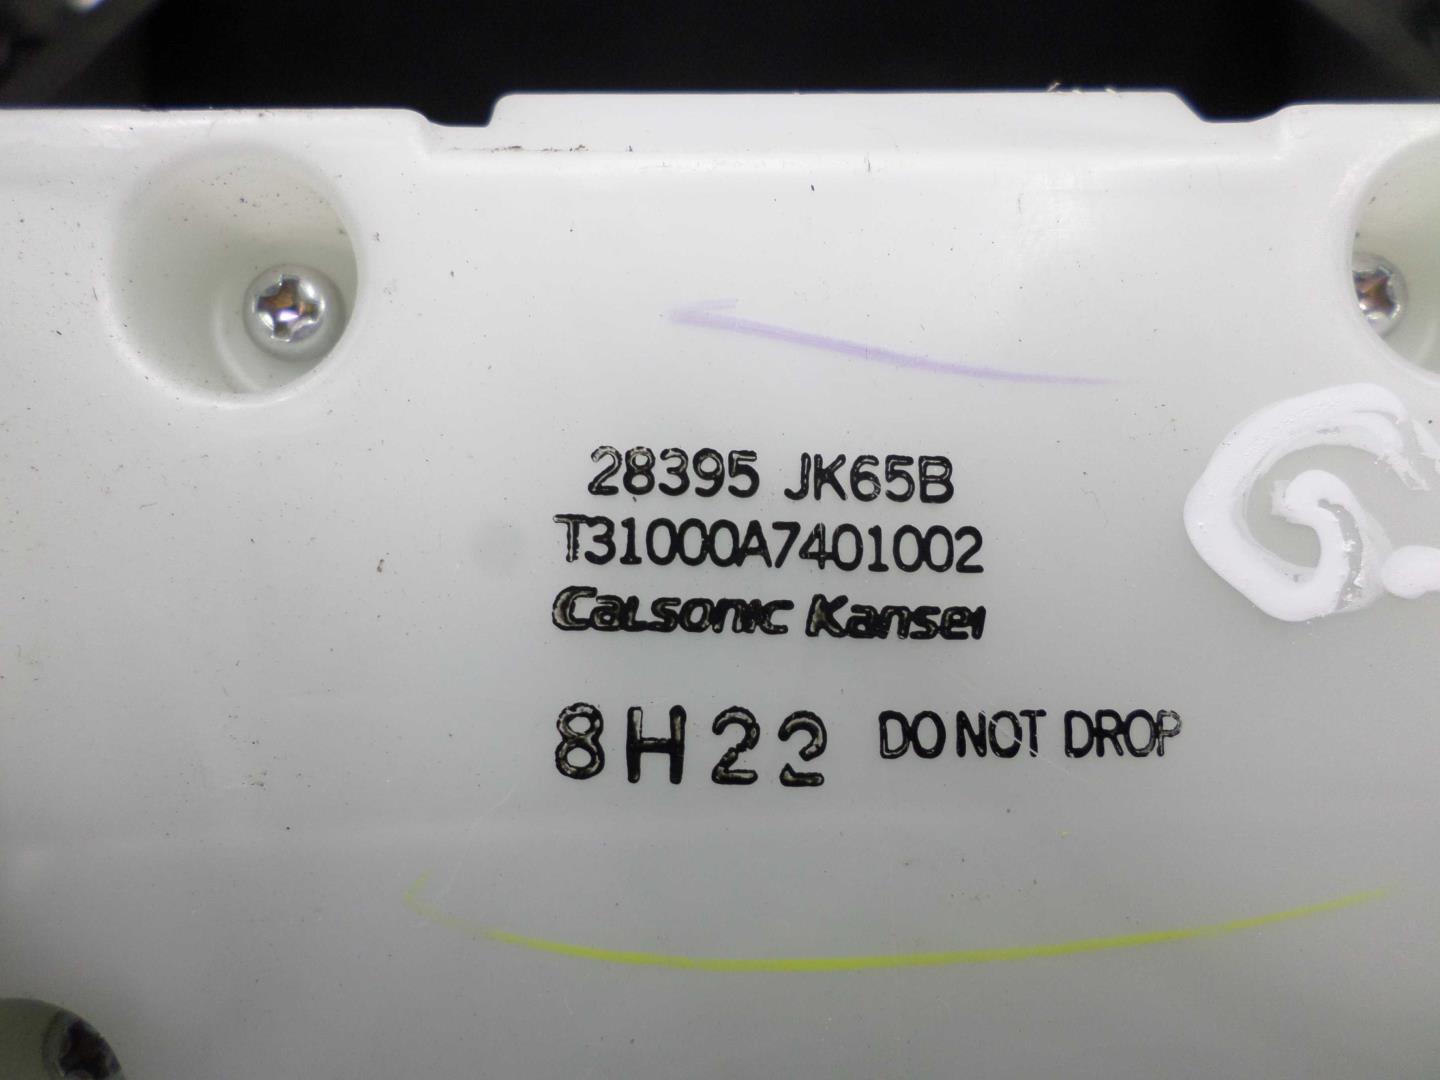 28395 JK65B
T31000A7401002
Calsonic Kansei
8H22 DO NOT DROP